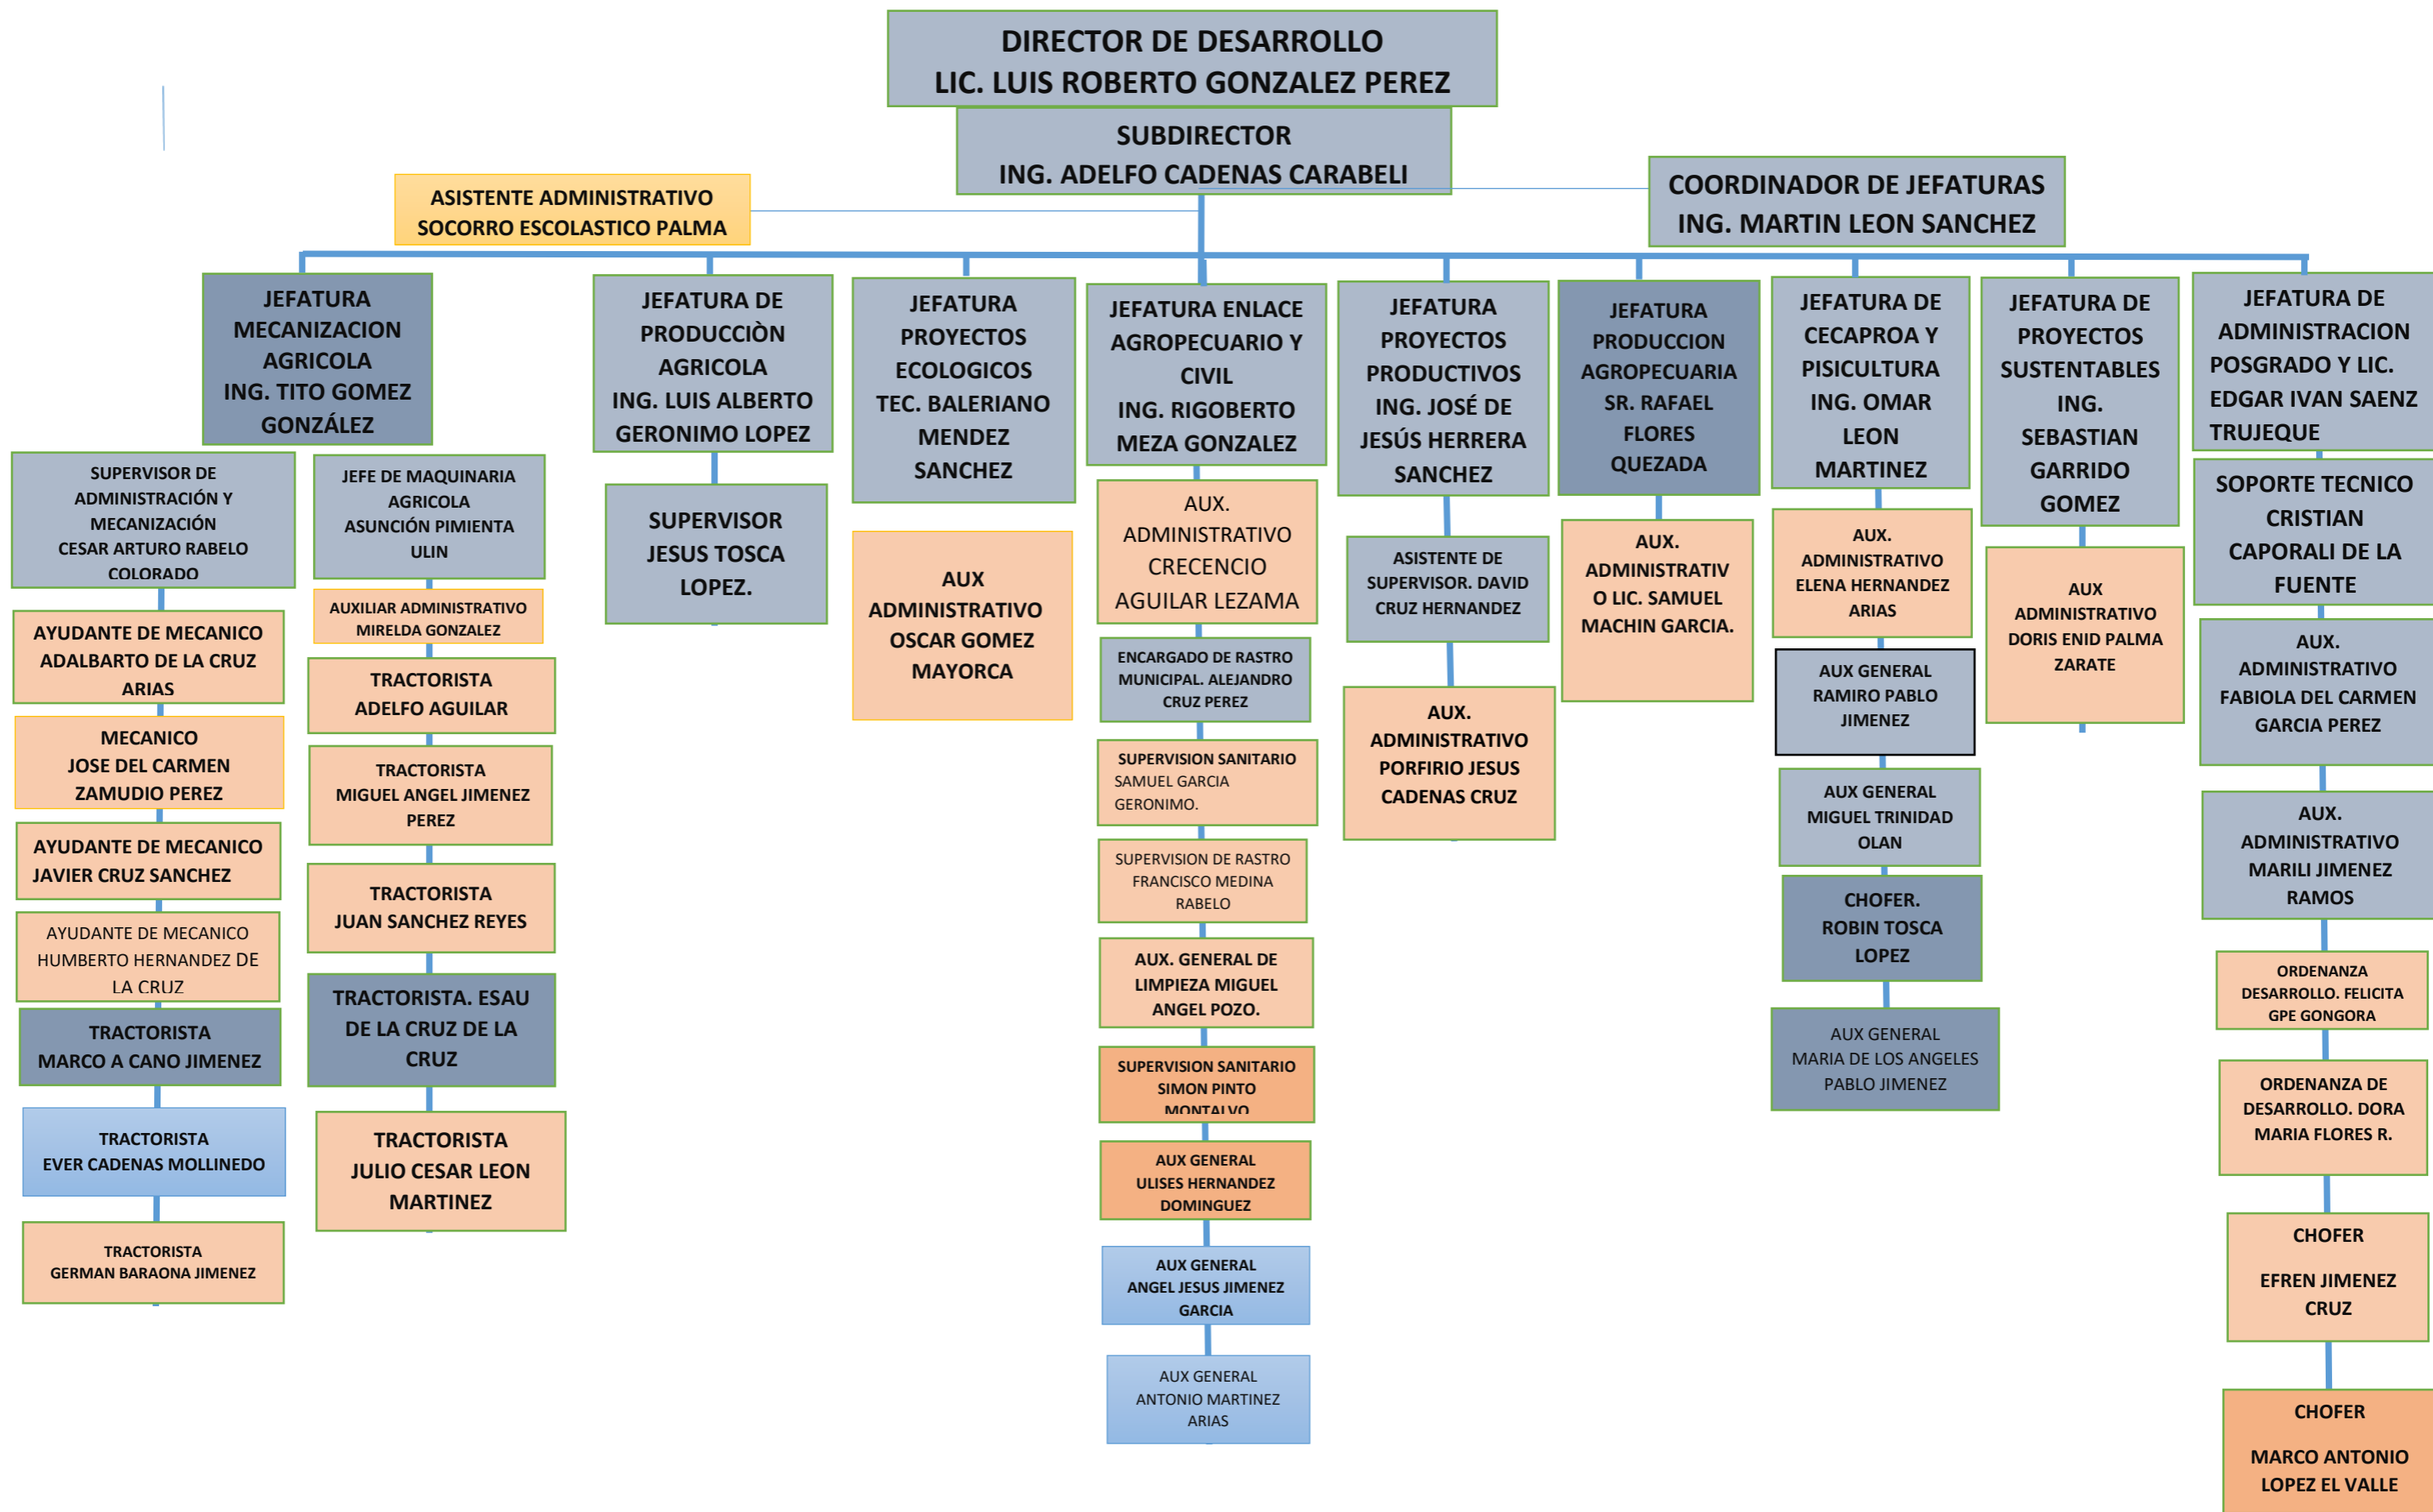 DIRECTOR DE DESARROLLO
LIC. LUIS ROBERTO GONZALEZ PEREZ
SUBDIRECTOR
ING. ADELFO CADENAS CARABELI
ASISTENTE ADMINISTRATIVO
SOCORRO ESCOLASTICO PALMA
COORDINADOR DE JEFATURAS
ING. MARTIN LEON SANCHEZ
JEFATURA
MECANIZACION
AGRICOLA
ING. TITO GOMEZ
GONZÁLEZ
SUPERVISOR DE
ADMINISTRACIÓN Y
MECANIZACIÓN
CESAR ARTURO RABELO
COLORADO
AYUDANTE DE MECANICO
ADALBARTO DE LA CRUZ
ARIAS
MECANICO
JOSE DEL CARMEN
ZAMUDIO PEREZ
AYUDANTE DE MECANICO
JAVIER CRUZ SANCHEZ
AYUDANTE DE MECANICO
HUMBERTO HERNANDEZ DE
LA CRUZ
TRACTORISTA
MARCO A CANO JIMENEZ
TRACTORISTA
EVER CADENAS MOLLINEDO
TRACTORISTA
GERMAN BARAONA JIMENEZ
JEFE DE MAQUINARIA
AGRICOLA
ASUNCIÓN PIMIENTA
ULIN
AUXILIAR ADMINISTRATIVO
MIRELDA GONZALEZ
TRACTORISTA
ADELFO AGUILAR
TRACTORISTA
MIGUEL ANGEL JIMENEZ
PEREZ
TRACTORISTA
JUAN SANCHEZ REYES
TRACTORISTA. ESAU
DE LA CRUZ DE LA
CRUZ
TRACTORISTA
JULIO CESAR LEON
MARTINEZ
JEFATURA DE
PRODUCCIÒN
AGRICOLA
ING. LUIS ALBERTO
GERONIMO LOPEZ
SUPERVISOR
JESUS TOSCA
LOPEZ.
JEFATURA
PROYECTOS
ECOLOGICOS
TEC. BALERIANO
MENDEZ
SANCHEZ
AUX
ADMINISTRATIVO
OSCAR GOMEZ
MAYORCA
JEFATURA ENLACE
AGROPECUARIO Y
CIVIL
ING. RIGOBERTO
MEZA GONZALEZ
AUX.
ADMINISTRATIVO
CRECENCIO
AGUILAR LEZAMA
ENCARGADO DE RASTRO
MUNICIPAL. ALEJANDRO
CRUZ PEREZ
SUPERVISION SANITARIO
SAMUEL GARCIA
GERONIMO.
SUPERVISION DE RASTRO
FRANCISCO MEDINA
RABELO
AUX. GENERAL DE
LIMPIEZA MIGUEL
ANGEL POZO.
SUPERVISION SANITARIO
SIMON PINTO
MONTALVO
AUX GENERAL
ULISES HERNANDEZ
DOMINGUEZ
AUX GENERAL
ANGEL JESUS JIMENEZ
GARCIA
AUX GENERAL
ANTONIO MARTINEZ
ARIAS
JEFATURA
PROYECTOS
PRODUCTIVOS
ING. JOSÉ DE
JESÚS HERRERA
SANCHEZ
ASISTENTE DE
SUPERVISOR. DAVID
CRUZ HERNANDEZ
AUX.
ADMINISTRATIVO
PORFIRIO JESUS
CADENAS CRUZ
JEFATURA
PRODUCCION
AGROPECUARIA
SR. RAFAEL
FLORES
QUEZADA
AUX.
ADMINISTRATIV
O LIC. SAMUEL
MACHIN GARCIA.
JEFATURA DE
CECAPROA Y
PISICULTURA
ING. OMAR
LEON
MARTINEZ
AUX.
ADMINISTRATIVO
ELENA HERNANDEZ
ARIAS
AUX GENERAL
RAMIRO PABLO
JIMENEZ
AUX GENERAL
MIGUEL TRINIDAD
OLAN
CHOFER.
ROBIN TOSCA
LOPEZ
AUX GENERAL
MARIA DE LOS ANGELES
PABLO JIMENEZ
JEFATURA DE
PROYECTOS
SUSTENTABLES
ING.
SEBASTIAN
GARRIDO
GOMEZ
AUX
ADMINISTRATIVO
DORIS ENID PALMA
ZARATE
JEFATURA DE
ADMINISTRACION
POSGRADO Y LIC.
EDGAR IVAN SAENZ
TRUJEQUE
SOPORTE TECNICO
CRISTIAN
CAPORALI DE LA
FUENTE
AUX.
ADMINISTRATIVO
FABIOLA DEL CARMEN
GARCIA PEREZ
AUX.
ADMINISTRATIVO
MARILI JIMENEZ
RAMOS
ORDENANZA
DESARROLLO. FELICITA
GPE GONGORA
ORDENANZA DE
DESARROLLO. DORA
MARIA FLORES R.
CHOFER
EFREN JIMENEZ
CRUZ
CHOFER
MARCO ANTONIO
LOPEZ EL VALLE